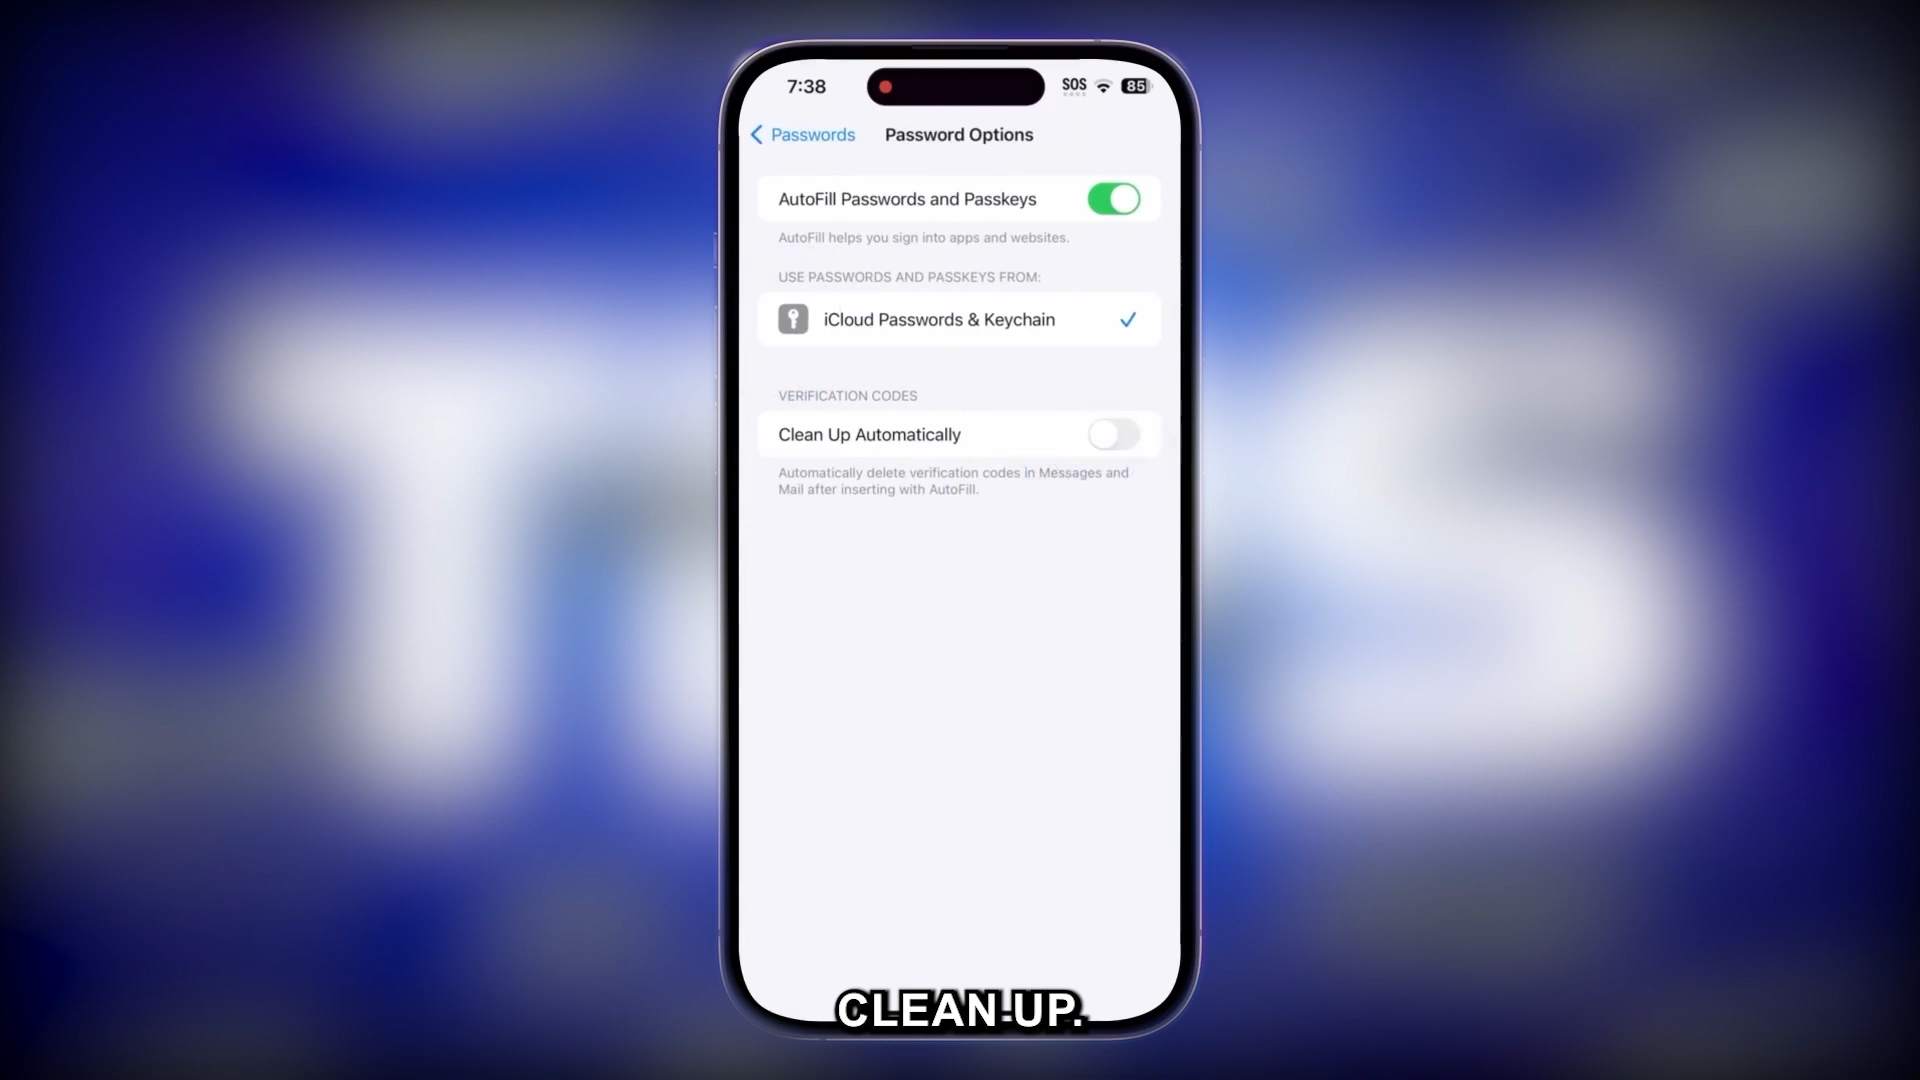 7:38
SOS
85
Passwords
Password Options
AutoFill Passwords and Passkeys
AutoFill helps you sign into apps and websites.
USE PASSWORDS AND PASSKEYS FROM:
iCloud Passwords & Keychain
VERIFICATION CODES
Clean Up Automatically
Automatically delete verification codes in Messages and
Mail after inserting with AutoFill.
CLEAN UP.